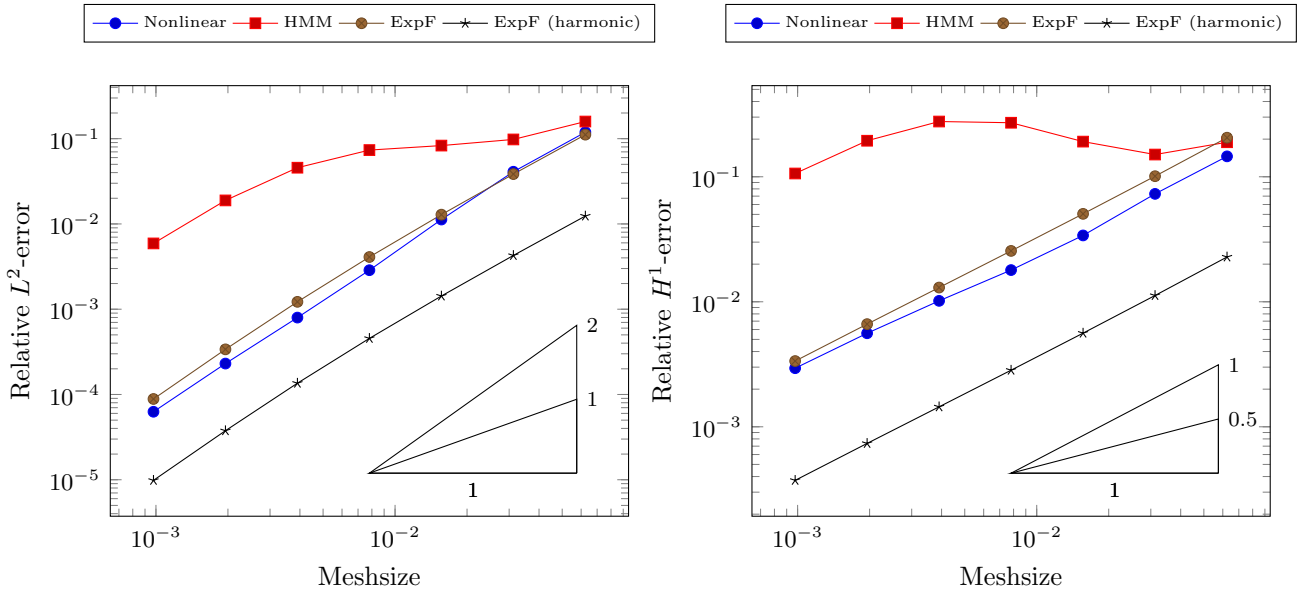 Nonlinear HMM ExpF ExpF (harmonic)
10^-1
10^-2
10^-3
10^-4
10^-5
Relative L^2-error
2
1
1
10^-3 10^-2
Meshsize
Nonlinear HMM ExpF ExpF (harmonic)
10^-1
10^-2
10^-3
Relative H^1-error
1
0.5
1
10^-3 10^-2
Meshsize